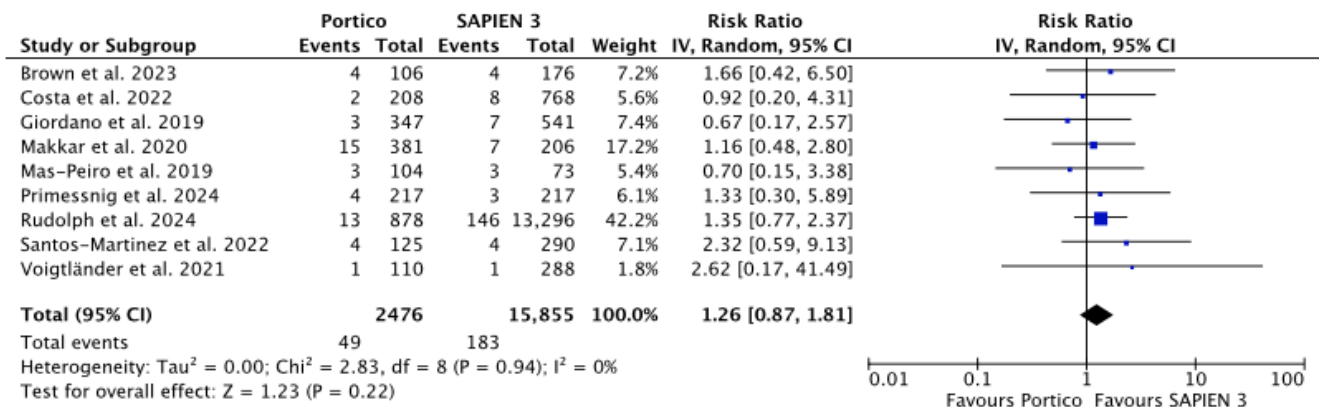 Portico SAPIEN 3 Risk Ratio Risk Ratio
Study or Subgroup Events Total Events Total Weight IV, Random, 95% CI IV, Random, 95% CI
Brown et al. 2023 4 106 4 176 7.2% 1.66 [0.42, 6.50]
Costa et al. 2022 2 208 8 768 5.6% 0.92 [0.20, 4.31]
Giordano et al. 2019 3 347 7 541 7.4% 0.67 [0.17, 2.57]
Makkar et al. 2020 15 381 7 206 17.2% 1.16 [0.48, 2.80]
Mas-Peiro et al. 2019 3 104 3 73 5.4% 0.70 [0.15, 3.38]
Primessnig et al. 2024 4 217 3 217 6.1% 1.33 [0.30, 5.89]
Rudolph et al. 2024 13 878 146 13,296 42.2% 1.35 [0.77, 2.37]
Santos-Martinez et al. 2022 4 125 4 290 7.1% 2.32 [0.59, 9.13]
Voigtländer et al. 2021 1 110 1 288 1.8% 2.62 [0.17, 41.49]
Total (95% CI) 2476 15,855 100.0% 1.26 [0.87, 1.81]
Total events 49 183
Heterogeneity: Tau² = 0.00; Chi² = 2.83, df = 8 (P = 0.94); I² = 0%
Test for overall effect: Z = 1.23 (P = 0.22)
0.01 0.1 1 10 100
Favours Portico Favours SAPIEN 3